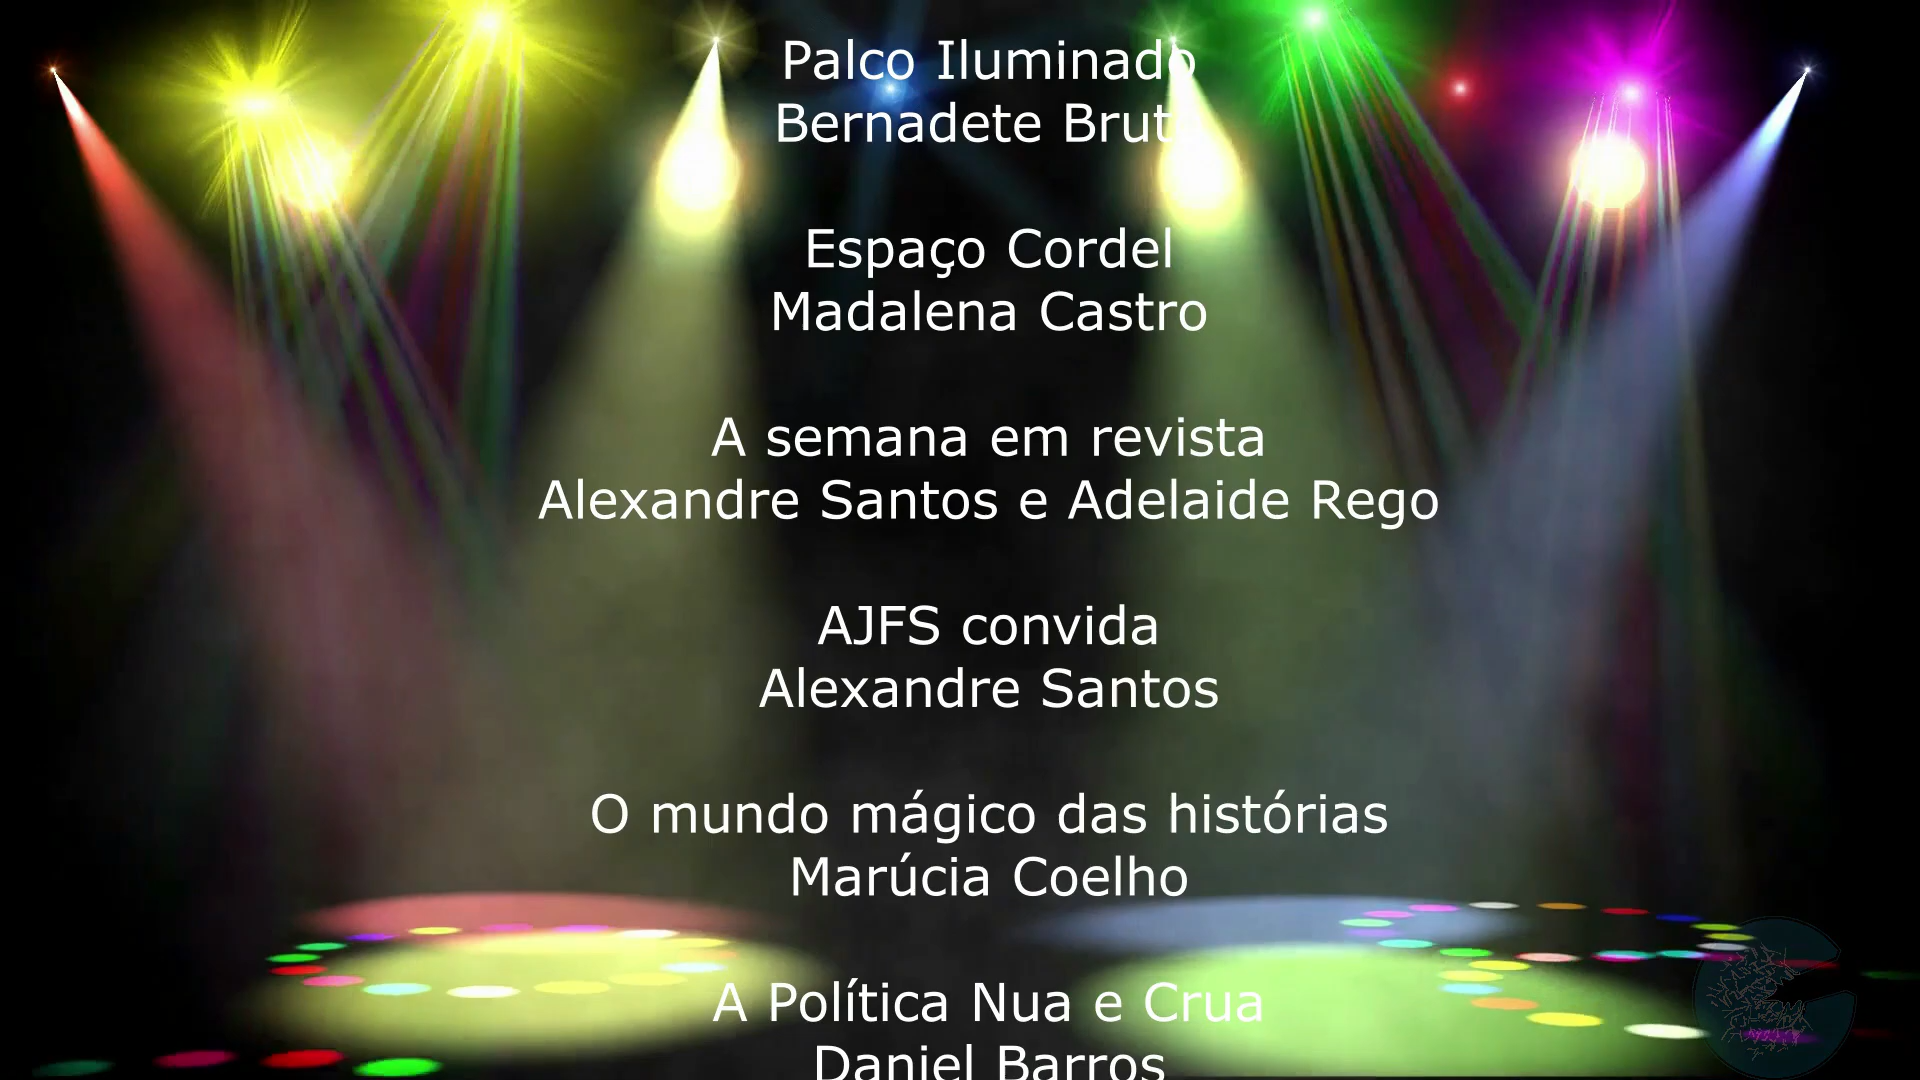 Palco Iluminado
Bernadete Bruto
Espaço Cordel
Madalena Castro
A semana em revista
Alexandre Santos e Adelaide Rego
AJFS convida
Alexandre Santos
O mundo mágico das histórias
Marúcia Coelho
A Política Nua e Crua
Daniel Barros